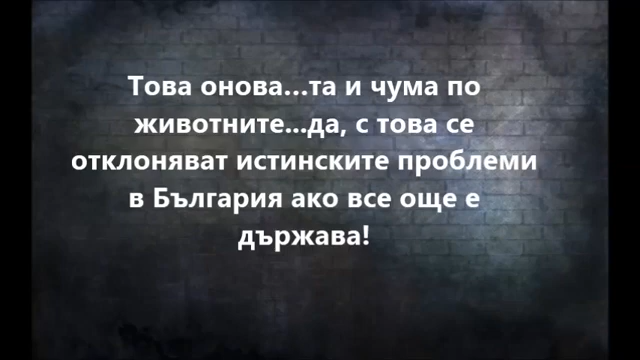 Това онова...та и чума по
животните...да, с това се
отклоняват истинските проблеми
в България ако все още е
държава!